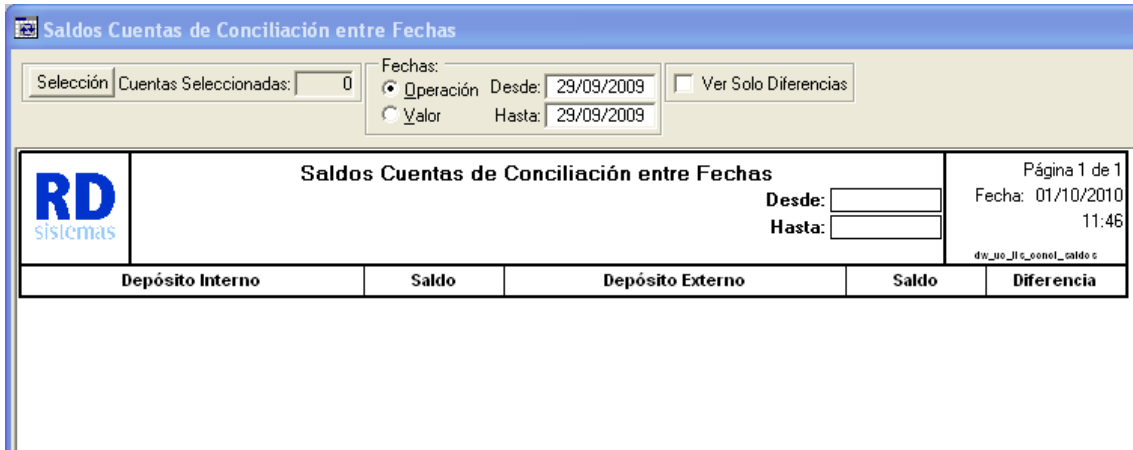 Saldos Cuentas de Conciliación entre Fechas
Selección Cuentas Seleccionadas: 0
Fechas:
Operación Desde: 29/09/2009
Valor Hasta: 29/09/2009
Ver Solo Diferencias
RD
sistemas
Saldos Cuentas de Conciliación entre Fechas
Desde:
Hasta:
Página 1 de 1
Fecha: 01/10/2010
11:46
Depósito Interno Saldo Depósito Externo Saldo Diferencia